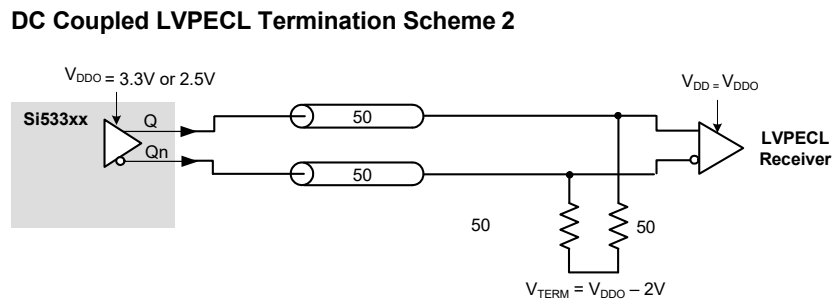 DC Coupled LVPECL Termination Scheme 2
VDDO = 3.3V or 2.5V
VDD = VDDO
Si533xx
Q
50
LVPECL
Receiver
Qn
50
50
50
VTERM = VDDO – 2V